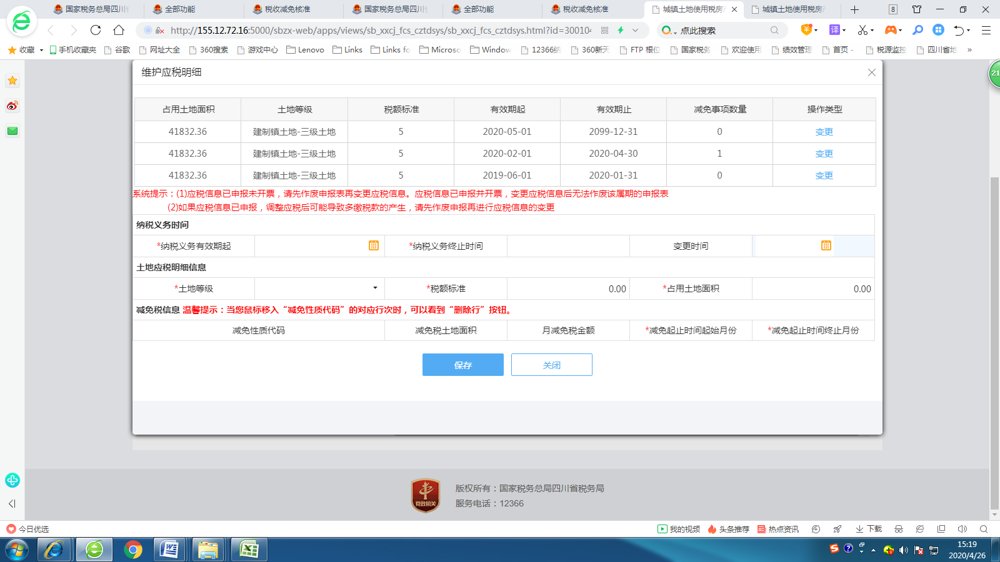 国家税务总局四川省
全部功能
税收减免核准
国家税务总局四川省
全部功能
税收减免核准
城镇土地使用税房产
城镇土地使用税房产
8
http://155.12.72.16:5000/sbzx-web/apps/views/sb_xxcj_fcs_cztdsys/sb_xxcj_fcs_cztdsys.html?id=30010
点此搜索
译
收藏
手机收藏夹
谷歌
网址大全
360搜索
游戏中心
Lenovo
Links
Links fo
Microso
Window
12366纳
360新天
FTP 根位
国家税务
欢迎使用
绩效管理
首页 -
税源监控
四川省地
»
21
维护应税明细
占用土地面积 土地等级 税额标准 有效期起 有效期止 减免事项数量 操作类型
41832.36 建制镇土地-三级土地 5 2020-05-01 2099-12-31 0 变更
41832.36 建制镇土地-三级土地 5 2020-02-01 2020-04-30 1 变更
41832.36 建制镇土地-三级土地 5 2019-06-01 2020-01-31 0 变更
系统提示：(1)应税信息已申报未开票，请先作废申报表再变更应税信息。应税信息已申报并开票，变更应税信息后无法作废该属期的申报表
(2)如果应税信息已申报，调整应税后可能导致多缴税款的产生，请先作废申报再进行应税信息的变更
纳税义务时间
*纳税义务有效期起 *纳税义务终止时间 变更时间
土地应税明细信息
*土地等级 *税额标准 0.00 *占用土地面积 0.00
减免税信息 温馨提示：当您鼠标移入“减免性质代码”的对应行次时，可以看到“删除行”按钮。
减免性质代码 减免税土地面积 月减免税金额 *减免起止时间起始月份 *减免起止时间终止月份
保存
关闭
党政机关
版权所有：国家税务总局四川省税务局
服务电话：12366
今日优选
我的视频
头条推荐
热点资讯
下载
15:19
2020/4/26